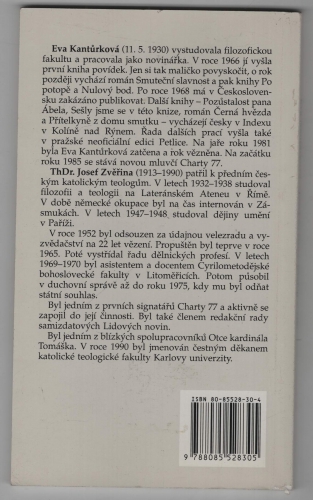 Eva Kantůrková (11. 5. 1930) vystudovala filozofickou
fakultu a pracovala jako novinářka. V roce 1966 jí vyšla
první kniha povídek. Jen si tak maličko povyskočit, o rok
později vychází román Smuteční slavnost a pak knihy Po
potopě a Nulový bod. Po roce 1968 má v Českosloven-
sku zakázáno publikovat. Další knihy – Pozůstalost pana
Ábela, Sešly jsme se v této knize, román Černá hvězda
a Přítelkyně z domu smutku – vycházejí česky v Indexu
v Kolíně nad Rýnem. Řada dalších prací vyšla také
v pražské neoficiální edici Petlice. Na jaře roku 1981
byla Eva Kantůrková zatčena a rok vězněna. Na začátku
roku 1985 se stává novou mluvčí Charty 77.
ThDr. Josef Zvěřina (1913–1990) patřil k předním čes-
kým katolickým teologům. V letech 1932–1938 studoval
filozofii a teologii na Lateránském Ateneu v Římě.
V době německé okupace byl na čas internován v Zá-
smukách. V letech 1947–1948 studoval dějiny umění
v Paříži.
V roce 1952 byl odsouzen za údajnou velezradu a vy-
zvědačství na 22 let vězení. Propuštěn byl teprve v roce
1965. Poté vystřídal řadu dělnických profesí. V letech
1969–1970 byl asistentem a docentem Cyrilometodějské
bohoslovecké fakulty v Litoměřicích. Potom působil
v duchovní správě až do roku 1975, kdy mu byl odňat
státní souhlas.
Byl jedním z prvních signatářů Charty 77 a aktivně se
zapojil do její činnosti. Byl také členem redakční rady
samizdatových Lidových novin.
Byl jedním z blízkých spolupracovníků Otce kardinála
Tomáška. V roce 1990 byl jmenován čestným děkanem
katolické teologické fakulty Karlovy univerzity.
ISBN 80-85528-30-4
9 788085 528305